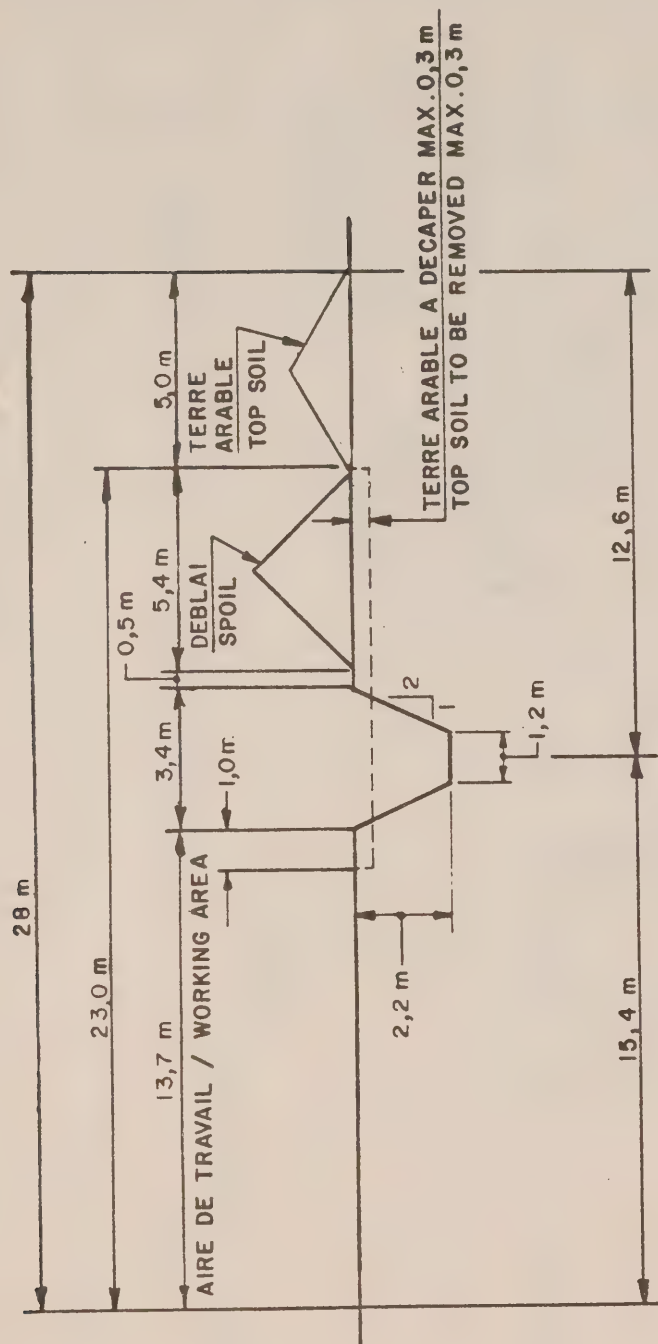 28 m
23,0 m
5,0 m
0,5 m
5,4 m
3,4 m
13,7 m
1,0 m
AIRE DE TRAVAIL / WORKING AREA
DEBLAI
SPOIL
TERRE
ARABLE
TOP SOIL
2
1
2,2 m
1,2 m
TERRE ARABLE A DECAPER MAX.0,3 m
TOP SOIL TO BE REMOVED MAX.0,3 m
15,4 m
12,6 m